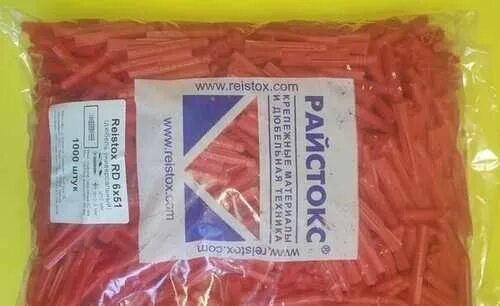 www.reistox.com
РАЙСТОКС®
КРЕПЕЖНЫЕ МАТЕРИАЛЫ
И ДЮБЕЛЬНАЯ ТЕХНИКА
www.reistox.com
www.reistox.com
Reistox RD 6x51
1000 штук